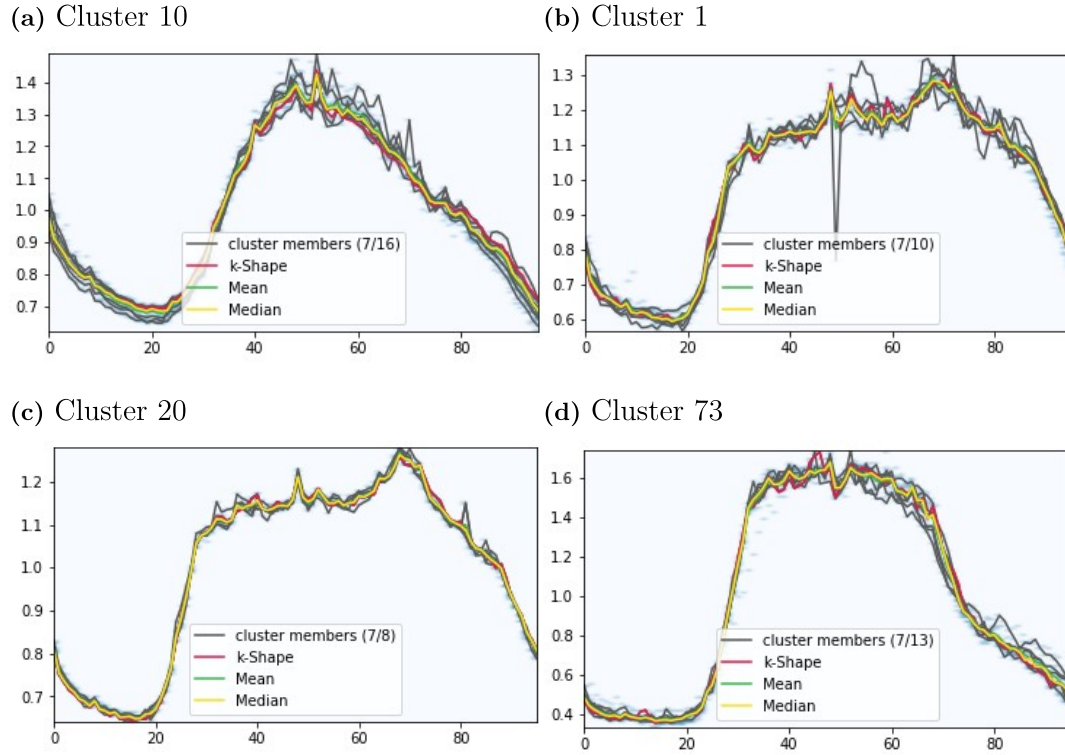 (a) Cluster 10
1.4
1.3
1.2
1.1
1.0
0.9
0.8
0.7
cluster members (7/16)
k-Shape
Mean
Median
0 20 40 60 80
(b) Cluster 1
1.3
1.2
1.1
1.0
0.9
0.8
0.7
0.6
cluster members (7/10)
k-Shape
Mean
Median
0 20 40 60 80
(c) Cluster 20
1.2
1.1
1.0
0.9
0.8
0.7
cluster members (7/8)
k-Shape
Mean
Median
0 20 40 60 80
(d) Cluster 73
1.6
1.4
1.2
1.0
0.8
0.6
0.4
cluster members (7/13)
k-Shape
Mean
Median
0 20 40 60 80